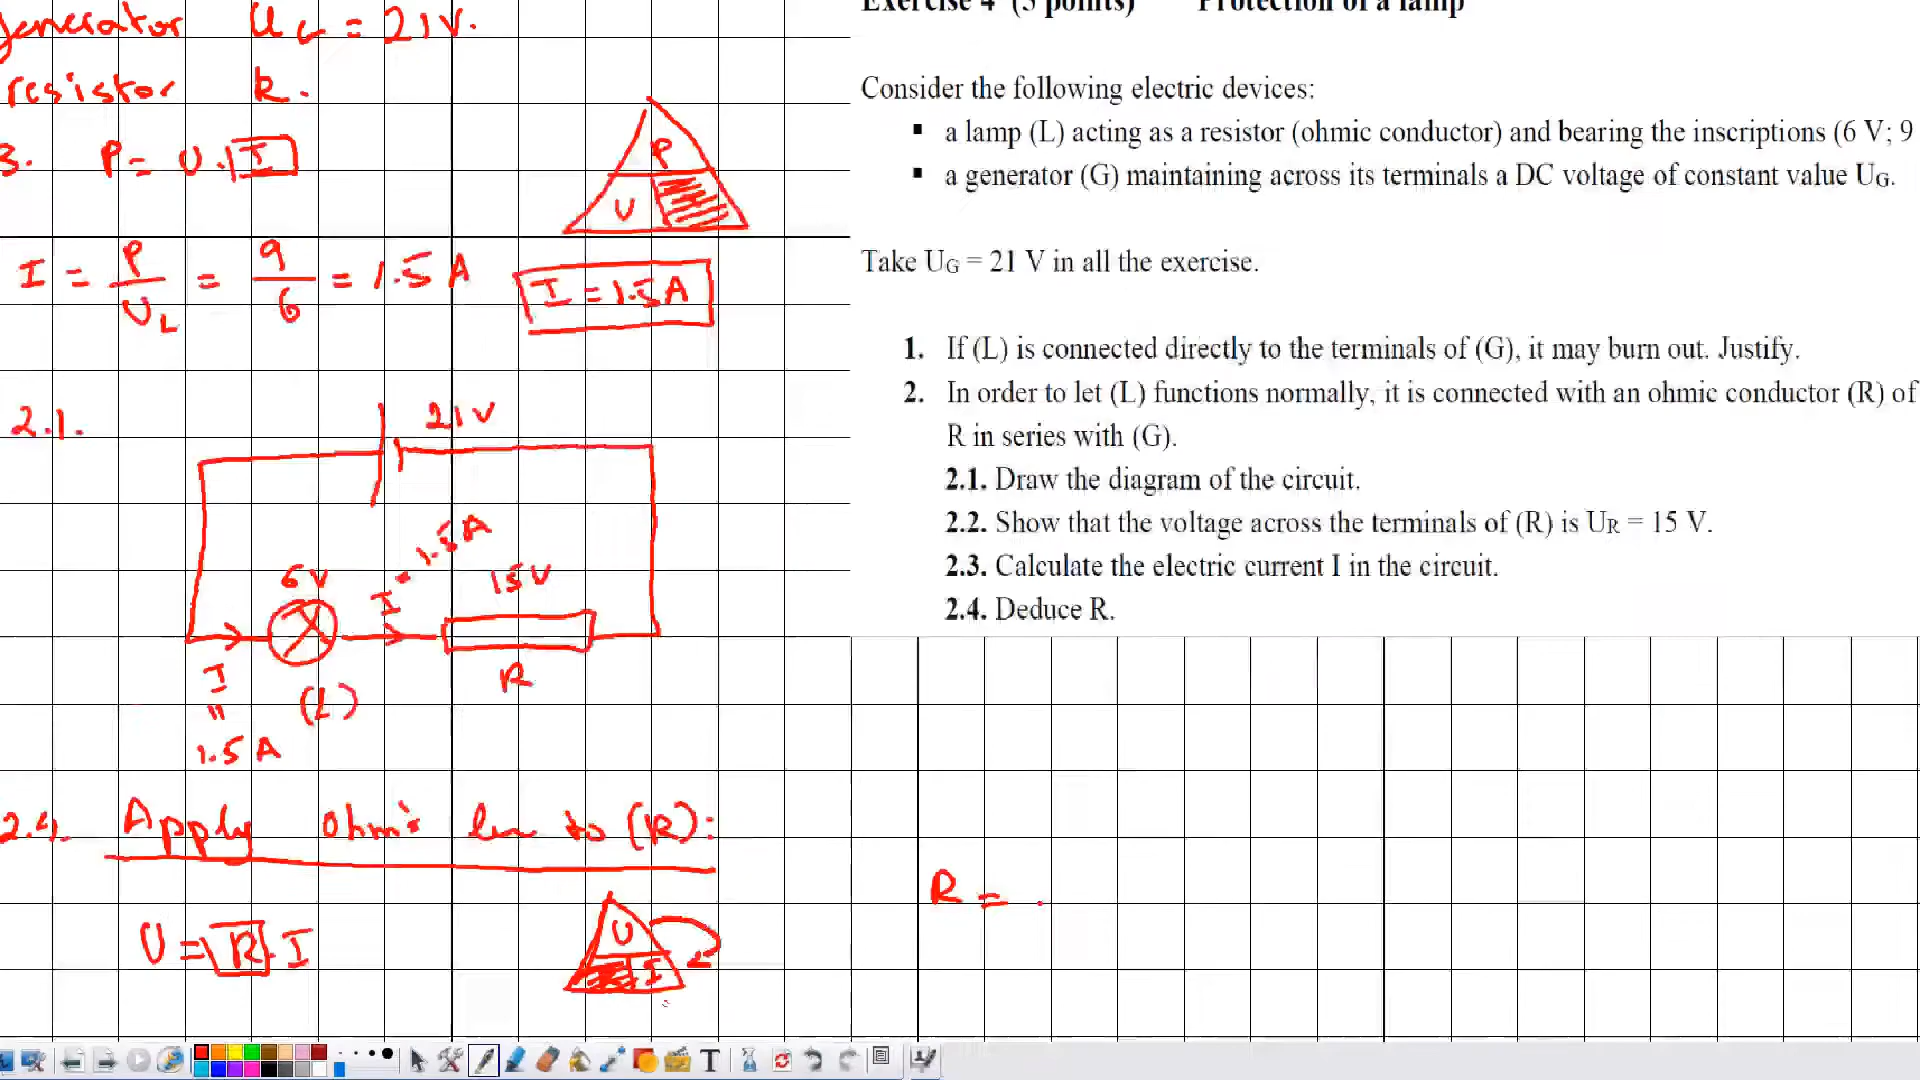 generator U G = 21V.
resistor R.
3. P = U . I
P
U
I = P / U L = 9 / 6 = 1.5 A
I = 1.5 A
2.1.
21V
6V
I = 1.5A
15V
I
"
1.5 A
(L)
R
2.4. Apply Ohm's law to (R):
U = R . I
U
I
Exercise 4 (5 points) Protection of a lamp
Consider the following electric devices:
▪ a lamp (L) acting as a resistor (ohmic conductor) and bearing the inscriptions (6 V; 9
▪ a generator (G) maintaining across its terminals a DC voltage of constant value UG.
Take UG = 21 V in all the exercise.
1. If (L) is connected directly to the terminals of (G), it may burn out. Justify.
2. In order to let (L) functions normally, it is connected with an ohmic conductor (R) of
R in series with (G).
2.1. Draw the diagram of the circuit.
2.2. Show that the voltage across the terminals of (R) is UR = 15 V.
2.3. Calculate the electric current I in the circuit.
2.4. Deduce R.
R =
T